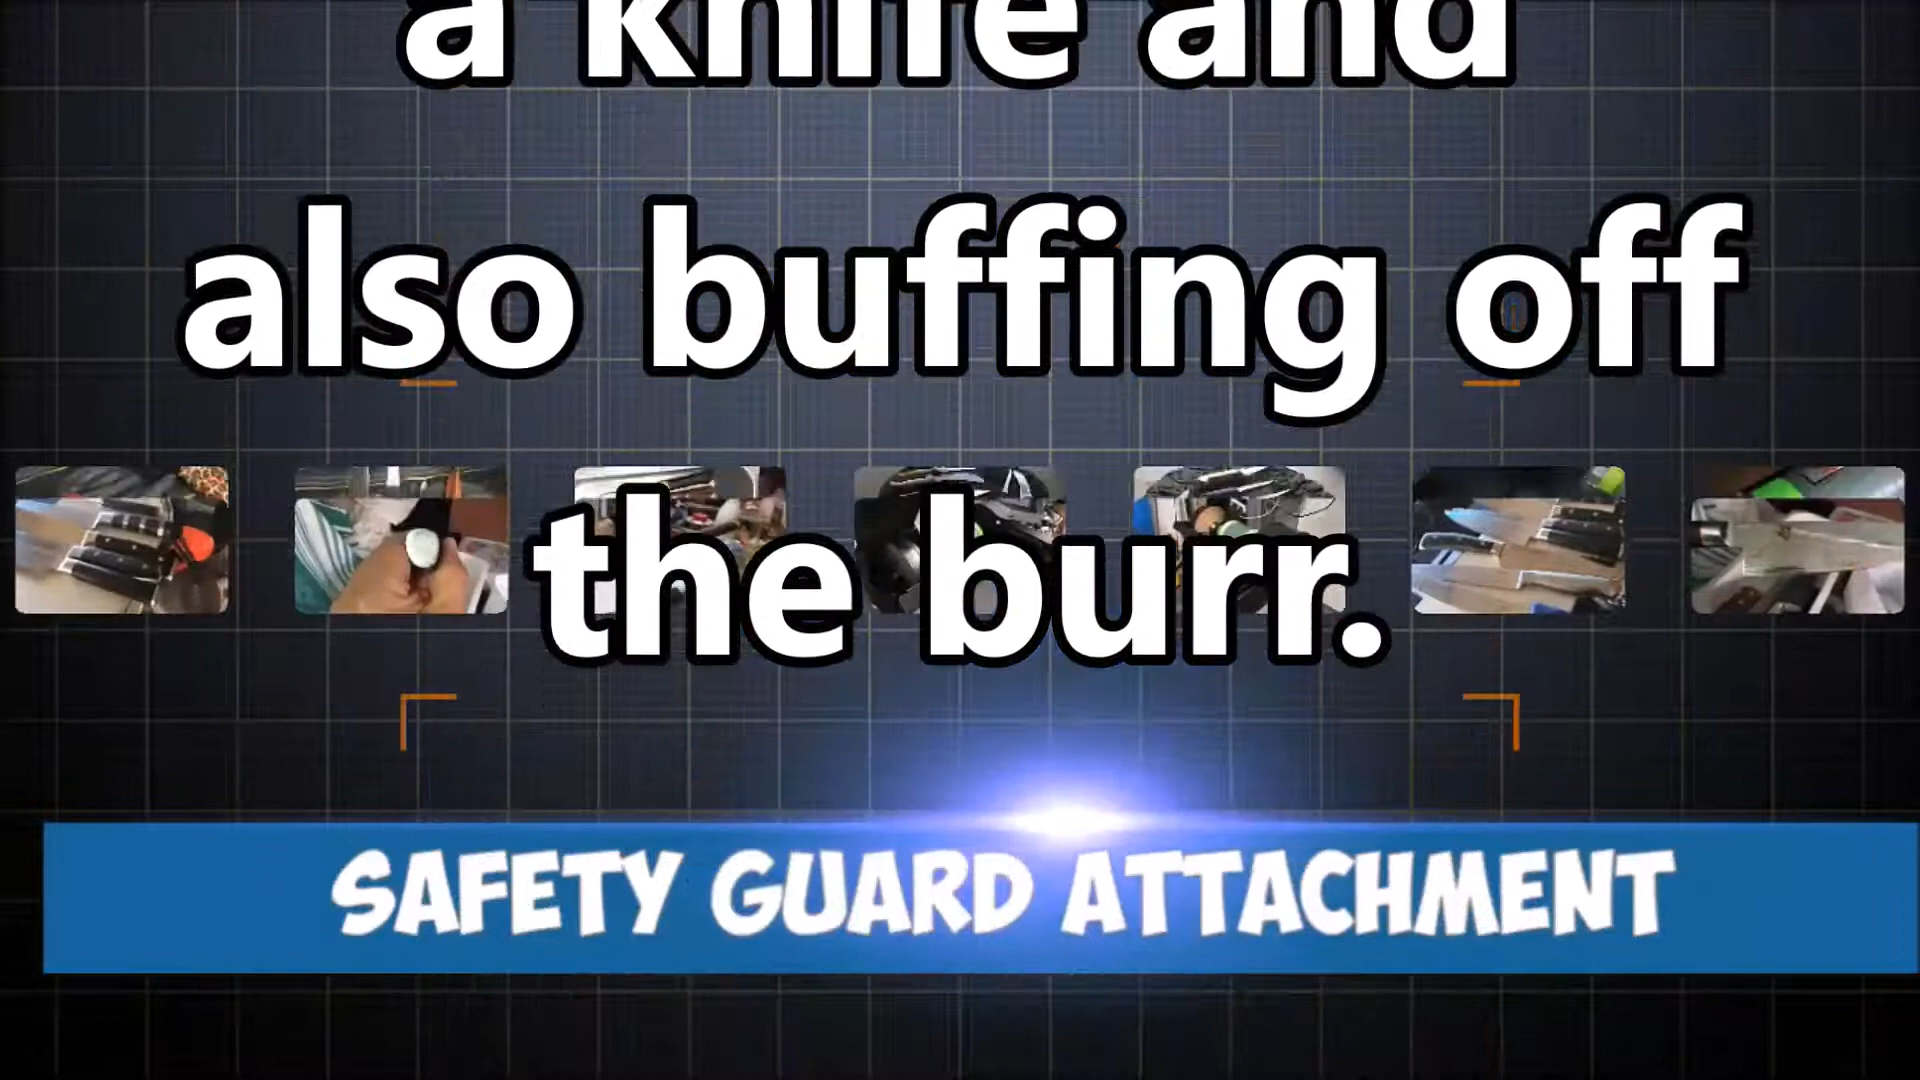 a knife and
also buffing off
the burr.
SAFETY GUARD ATTACHMENT